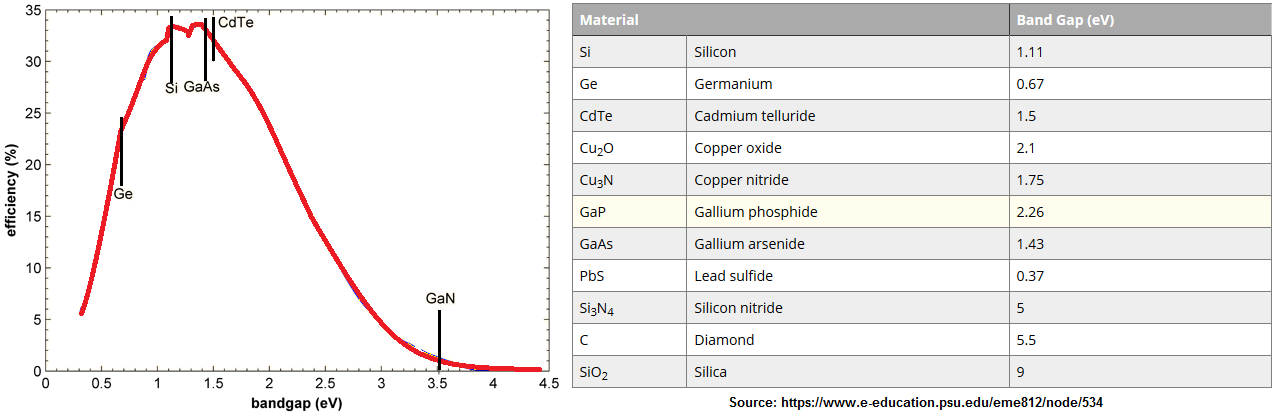 35
30
25
20
15
10
5
0
efficiency (%)
CdTe
Si GaAs
Ge
GaN
0 0.5 1 1.5 2 2.5 3 3.5 4 4.5
bandgap (eV)
Material Band Gap (eV)
Si Silicon 1.11
Ge Germanium 0.67
CdTe Cadmium telluride 1.5
Cu₂O Copper oxide 2.1
Cu₃N Copper nitride 1.75
GaP Gallium phosphide 2.26
GaAs Gallium arsenide 1.43
PbS Lead sulfide 0.37
Si₃N₄ Silicon nitride 5
C Diamond 5.5
SiO₂ Silica 9
Source: https://www.e-education.psu.edu/eme812/node/534